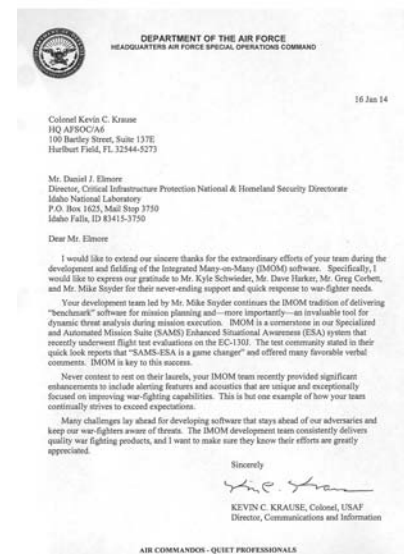 DEPARTMENT OF THE AIR FORCE
HEADQUARTERS AIR FORCE SPECIAL OPERATIONS COMMAND
16 Jan 14
Colonel Kevin C. Krause
HQ AFSOC/A6
100 Bartley Street, Suite 137E
Hurlburt Field, FL 32544-5273
Mr. Daniel J. Elmore
Director, Critical Infrastructure Protection National & Homeland Security Directorate
Idaho National Laboratory
P.O. Box 1625, Mail Stop 3750
Idaho Falls, ID 83415-3750
Dear Mr. Elmore
I would like to extend our sincere thanks for the extraordinary efforts of your team during the
development and fielding of the Integrated Many-on-Many (IMOM) software. Specifically, I
would like to express our gratitude to Mr. Kyle Schwieder, Mr. Dave Harker, Mr. Greg Corbett,
and Mr. Mike Snyder for their never-ending support and quick response to war-fighter needs.
Your development team led by Mr. Mike Snyder continues the IMOM tradition of delivering
"benchmark" software for mission planning and—more importantly—an invaluable tool for
dynamic threat analysis during mission execution. IMOM is a cornerstone in our Specialized
and Automated Mission Suite (SAMS) Enhanced Situational Awareness (ESA) system that
recently underwent flight test evaluations on the EC-130J. The test community stated in their
quick look reports that "SAMS-ESA is a game changer" and offered many favorable verbal
comments. IMOM is key to this success.
Never content to rest on their laurels, your IMOM team recently provided significant
enhancements to include alerting features and acoustics that are unique and exceptionally
focused on improving war-fighting capabilities. This is but one example of how your team
continually strives to exceed expectations.
Many challenges lay ahead for developing software that stays ahead of our adversaries and
keep our war-fighters aware of threats. The IMOM development team consistently delivers
quality war fighting products, and I want to make sure they know their efforts are greatly
appreciated.
Sincerely
KEVIN C. KRAUSE, Colonel, USAF
Director, Communications and Information
AIR COMMANDOS - QUIET PROFESSIONALS